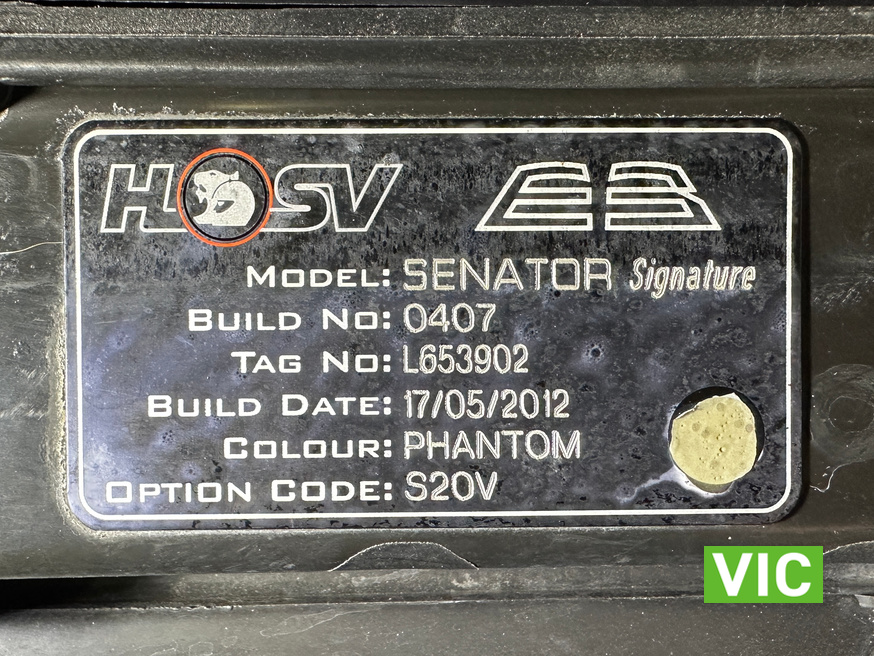 HSV E3
MODEL: SENATOR Signature
BUILD NO: 0407
TAG NO: L653902
BUILD DATE: 17/05/2012
COLOUR: PHANTOM
OPTION CODE: S20V
VIC